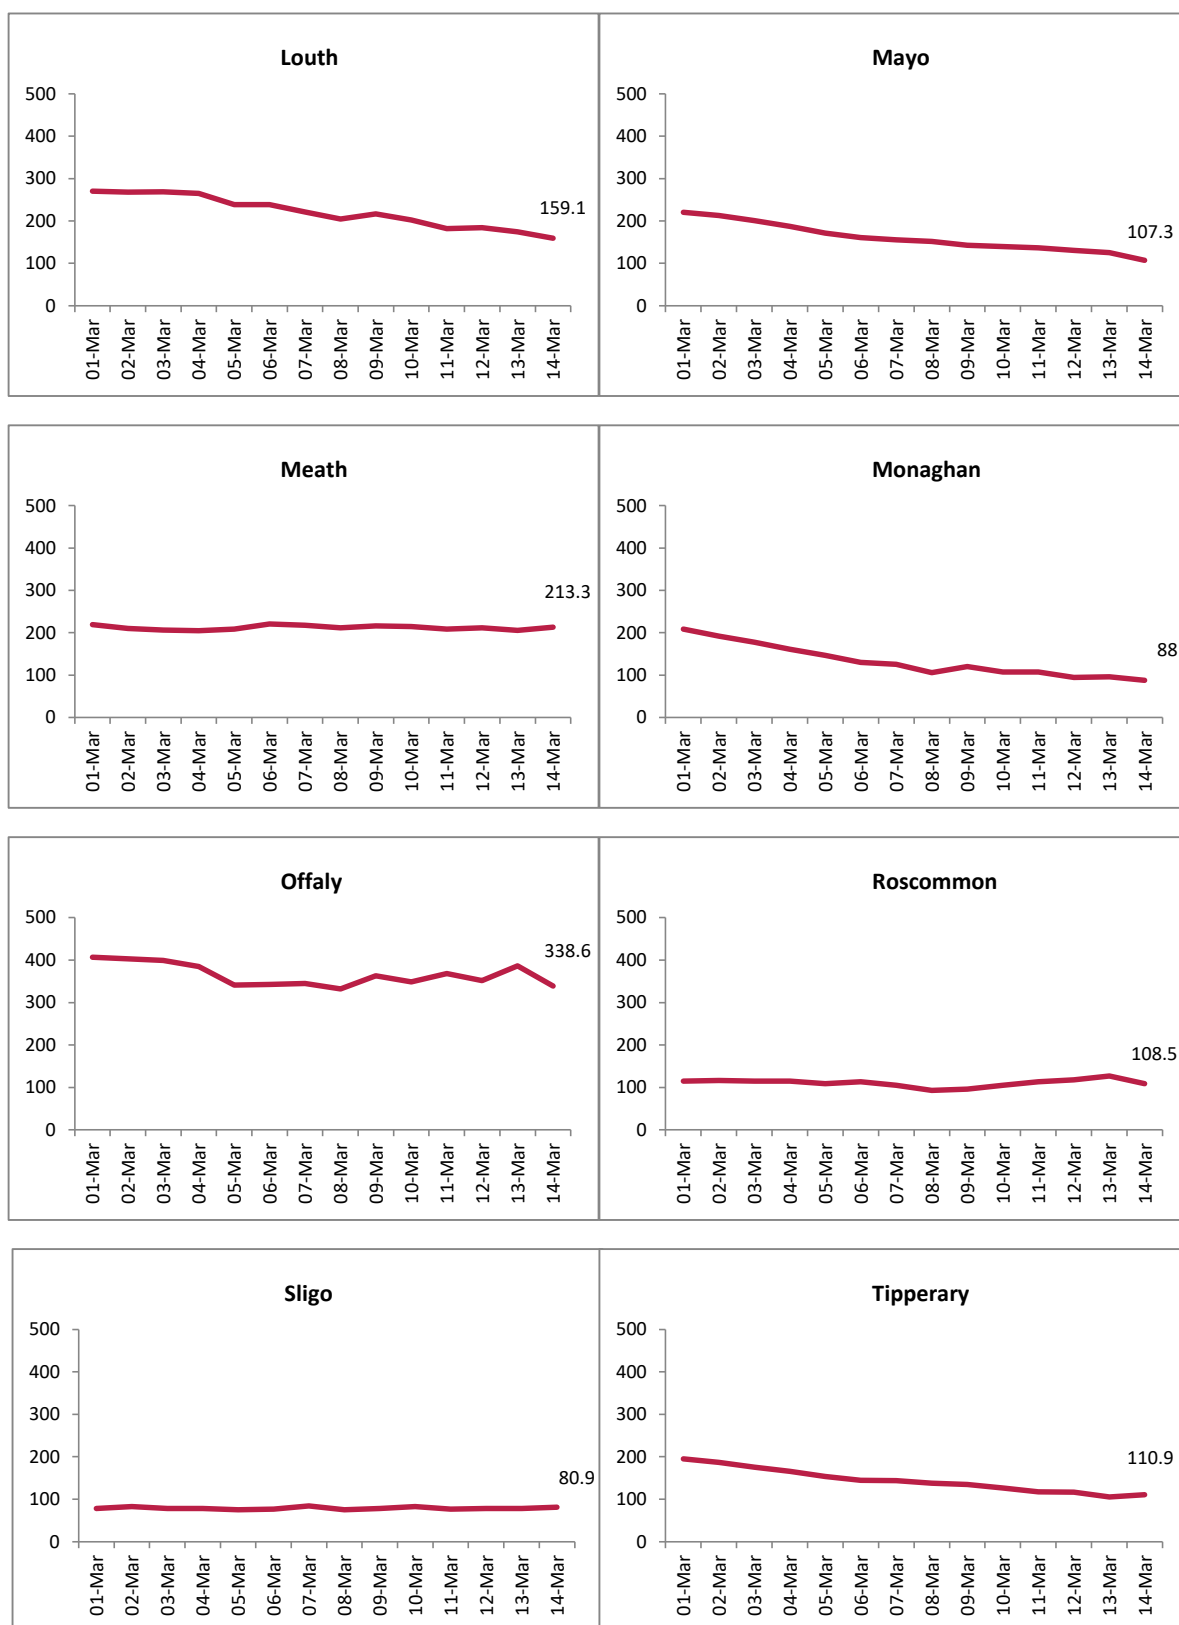 Louth
500
400
300
200
100
0
159.1
01-Mar
02-Mar
03-Mar
04-Mar
05-Mar
06-Mar
07-Mar
08-Mar
09-Mar
10-Mar
11-Mar
12-Mar
13-Mar
14-Mar
Mayo
500
400
300
200
100
0
107.3
01-Mar
02-Mar
03-Mar
04-Mar
05-Mar
06-Mar
07-Mar
08-Mar
09-Mar
10-Mar
11-Mar
12-Mar
13-Mar
14-Mar
Meath
500
400
300
200
100
0
213.3
01-Mar
02-Mar
03-Mar
04-Mar
05-Mar
06-Mar
07-Mar
08-Mar
09-Mar
10-Mar
11-Mar
12-Mar
13-Mar
14-Mar
Monaghan
500
400
300
200
100
0
88
01-Mar
02-Mar
03-Mar
04-Mar
05-Mar
06-Mar
07-Mar
08-Mar
09-Mar
10-Mar
11-Mar
12-Mar
13-Mar
14-Mar
Offaly
500
400
300
200
100
0
338.6
01-Mar
02-Mar
03-Mar
04-Mar
05-Mar
06-Mar
07-Mar
08-Mar
09-Mar
10-Mar
11-Mar
12-Mar
13-Mar
14-Mar
Roscommon
500
400
300
200
100
0
108.5
01-Mar
02-Mar
03-Mar
04-Mar
05-Mar
06-Mar
07-Mar
08-Mar
09-Mar
10-Mar
11-Mar
12-Mar
13-Mar
14-Mar
Sligo
500
400
300
200
100
0
80.9
01-Mar
02-Mar
03-Mar
04-Mar
05-Mar
06-Mar
07-Mar
08-Mar
09-Mar
10-Mar
11-Mar
12-Mar
13-Mar
14-Mar
Tipperary
500
400
300
200
100
0
110.9
01-Mar
02-Mar
03-Mar
04-Mar
05-Mar
06-Mar
07-Mar
08-Mar
09-Mar
10-Mar
11-Mar
12-Mar
13-Mar
14-Mar